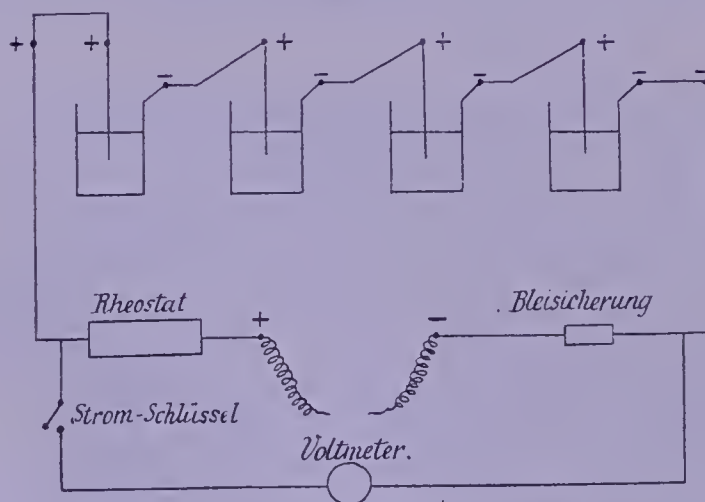 + + + + +
- - - -
Rheostat
+ -
. Bleisicherung
Strom-Schlüssel
Voltmeter.